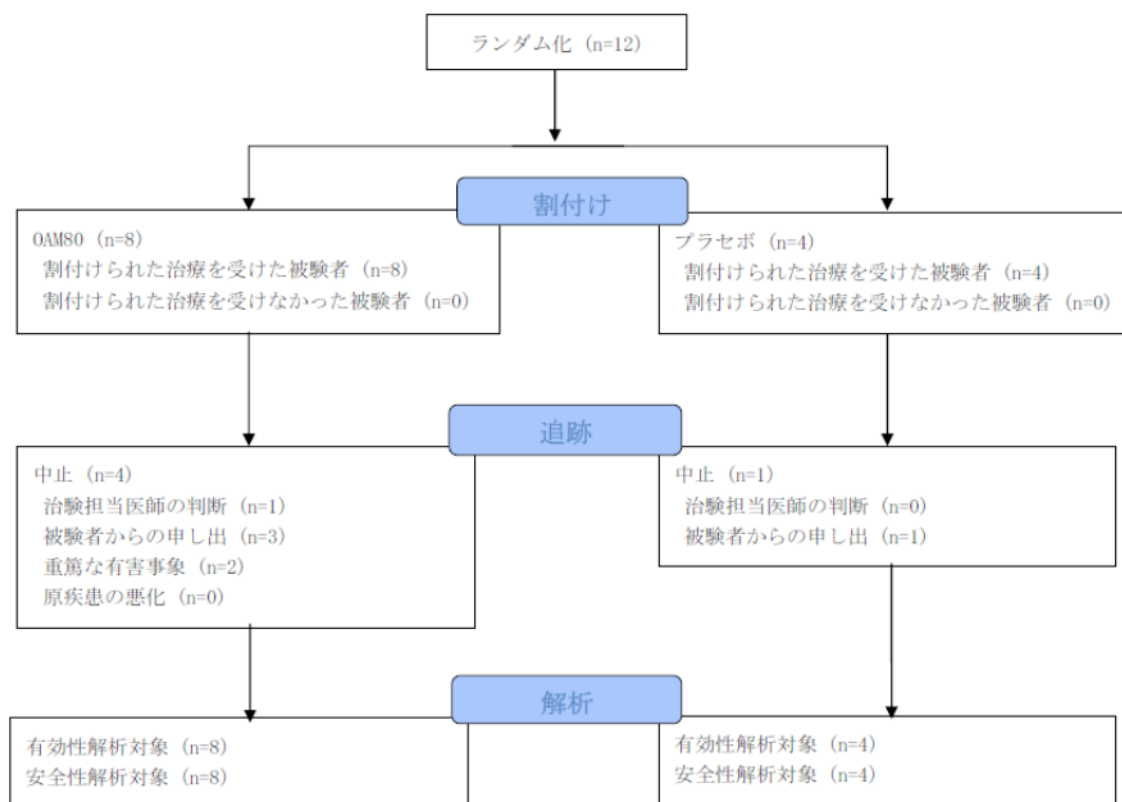 ランダム化 (n=12)
割付け
OAM80 (n=8)
割付けられた治療を受けた被験者 (n=8)
割付けられた治療を受けなかった被験者 (n=0)
プラセボ (n=4)
割付けられた治療を受けた被験者 (n=4)
割付けられた治療を受けなかった被験者 (n=0)
追跡
中止 (n=4)
治験担当医師の判断 (n=1)
被験者からの申し出 (n=3)
重篤な有害事象 (n=2)
原疾患の悪化 (n=0)
中止 (n=1)
治験担当医師の判断 (n=0)
被験者からの申し出 (n=1)
解析
有効性解析対象 (n=8)
安全性解析対象 (n=8)
有効性解析対象 (n=4)
安全性解析対象 (n=4)